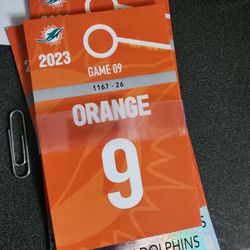 2023
GAME 09
1167 - 26
ORANGE
9
DOLPHINS